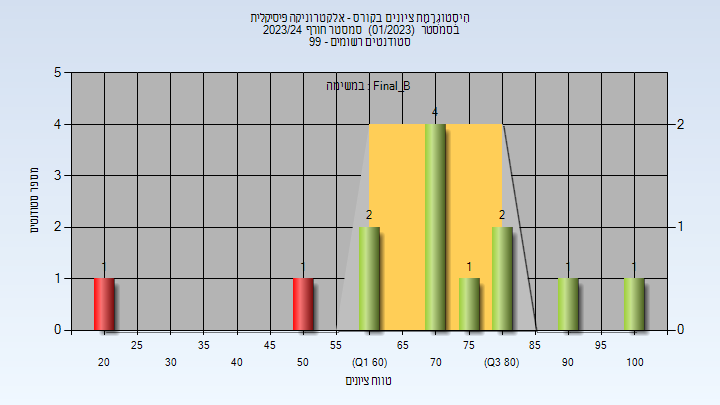 היסטוגרמת ציונים בקורס - אלקטרוניקה פיסיקלית
בסמסטר (01/2023) סמסטר חורף 2023/24
סטודנטים רשומים - 99
במשימה : Final_B
מספר סטודנטים
5
4
3
2
1
0
2
1
0
1
1
2
4
1
2
1
1
25 35 45 55 65 75 85 95
20 30 40 50 (Q1 60) 70 (Q3 80) 90 100
טווח ציונים